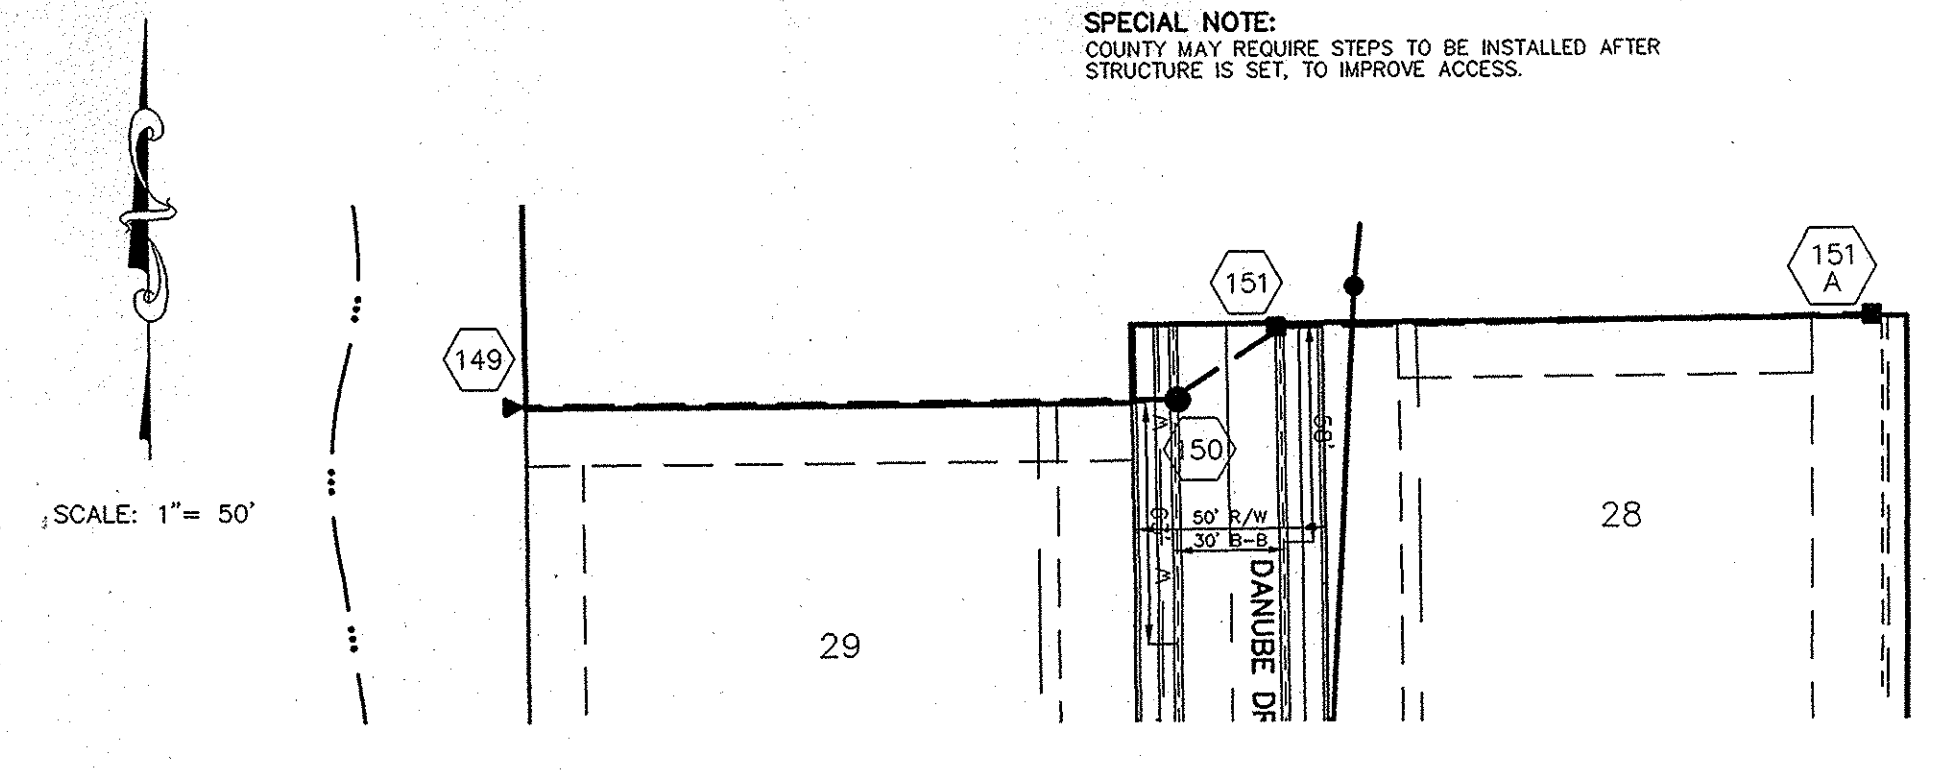 SPECIAL NOTE:
COUNTY MAY REQUIRE STEPS TO BE INSTALLED AFTER
STRUCTURE IS SET, TO IMPROVE ACCESS.
151
A
151
149
68'
150
W
SCALE: 1"= 50'
28
50' R/W
30' B-B
W
DANUBE DR
29